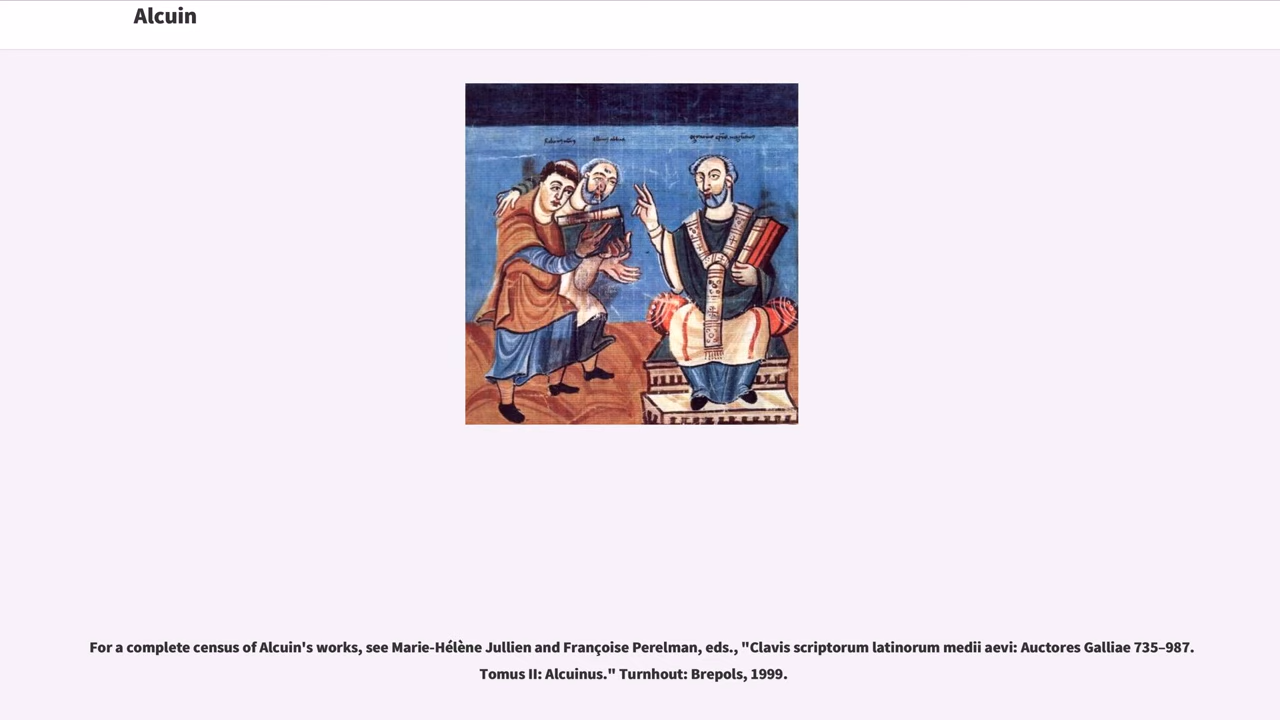 Alcuin
For a complete census of Alcuin's works, see Marie-Hélène Jullien and Françoise Perelman, eds., "Clavis scriptorum latinorum medii aevi: Auctores Galliae 735–987.
Tomus II: Alcuinus." Turnhout: Brepols, 1999.